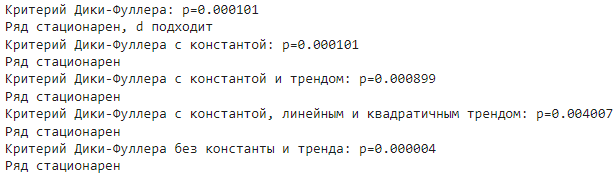 Критерий Дики-Фуллера: p=0.000101
Ряд стационарен, d подходит
Критерий Дики-Фуллера с константой: p=0.000101
Ряд стационарен
Критерий Дики-Фуллера с константой и трендом: p=0.000899
Ряд стационарен
Критерий Дики-Фуллера с константой, линейным и квадратичным трендом: p=0.004007
Ряд стационарен
Критерий Дики-Фуллера без константы и тренда: p=0.000004
Ряд стационарен